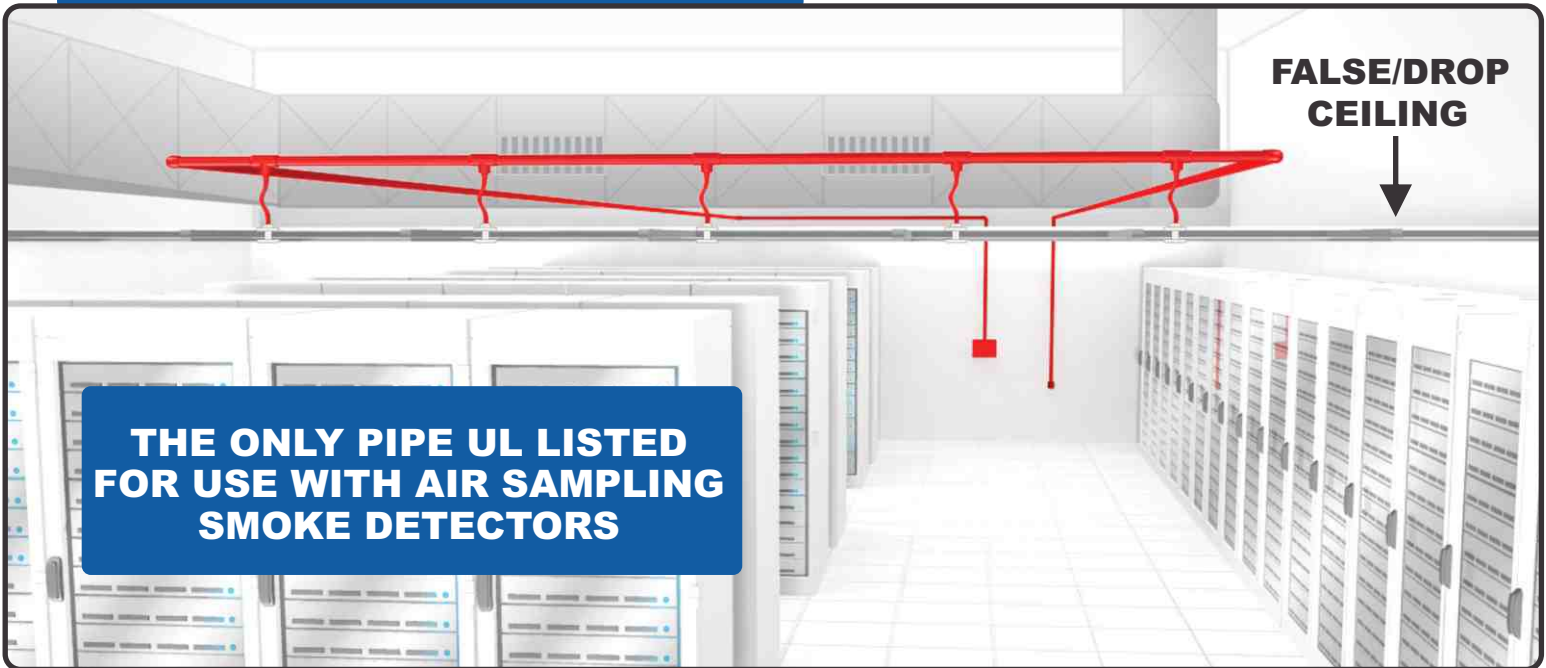 FALSE/DROP
CEILING
THE ONLY PIPE UL LISTED
FOR USE WITH AIR SAMPLING
SMOKE DETECTORS